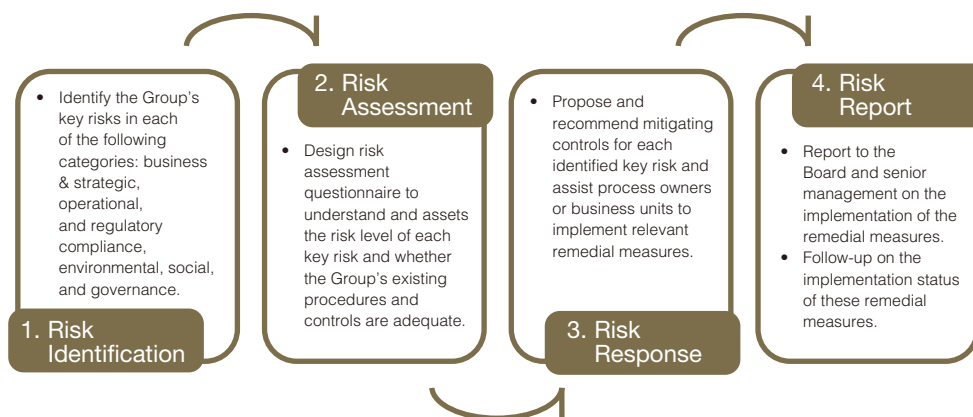 • Identify the Group's
key risks in each
of the following
categories: business
& strategic,
operational,
and regulatory
compliance,
environmental, social,
and governance.
1. Risk
Identification
2. Risk
Assessment
• Design risk
assessment
questionnaire to
understand and assets
the risk level of each
key risk and whether
the Group's existing
procedures and
controls are adequate.
• Propose and
recommend mitigating
controls for each
identified key risk and
assist process owners
or business units to
implement relevant
remedial measures.
3. Risk
Response
4. Risk
Report
• Report to the
Board and senior
management on the
implementation of the
remedial measures.
• Follow-up on the
implementation status
of these remedial
measures.